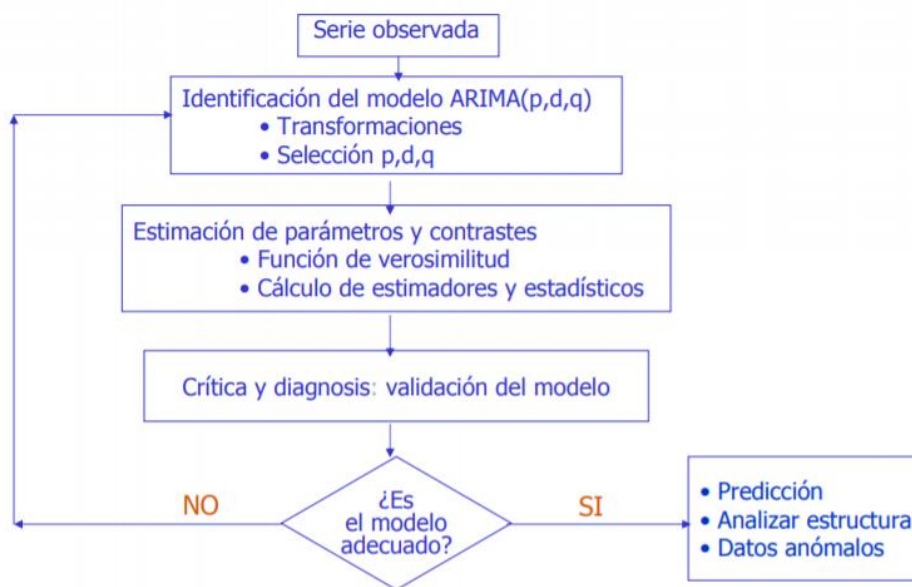 Serie observada
Identificación del modelo ARIMA(p,d,q)
• Transformaciones
• Selección p,d,q
Estimación de parámetros y contrastes
• Función de verosimilitud
• Cálculo de estimadores y estadísticos
Crítica y diagnosis: validación del modelo
¿Es
el modelo
adecuado?
NO
SI
• Predicción
• Analizar estructura
• Datos anómalos